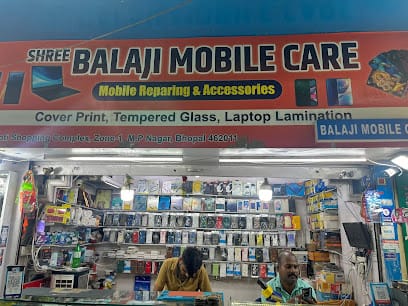 SHREE BALAJI MOBILE CARE
Mobile Reparing & Accessories
Cover Print, Tempered Glass, Laptop Lamination
Shopping Complex, Zone-1, M.P Nagar, Bhopal 462011
BALAJI MOBILE